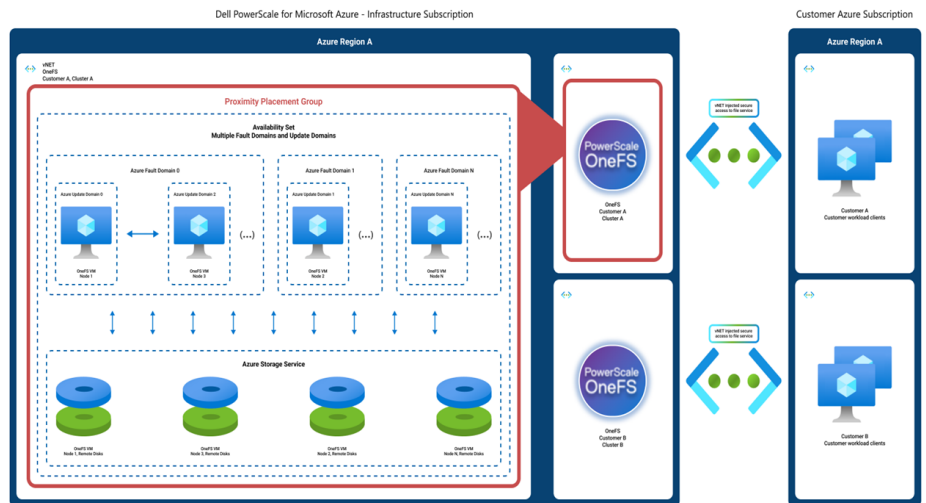 Dell PowerScale for Microsoft Azure - Infrastructure Subscription
Customer Azure Subscription
Azure Region A
Azure Region A
vNET
OneFS
Customer A, Cluster A
Proximity Placement Group
Availability Set
Multiple Fault Domains and Update Domains
Azure Fault Domain 0
Azure Fault Domain 1
Azure Fault Domain N
Azure Update Domain 0
Azure Update Domain 2
Azure Update Domain 1
Azure Update Domain N
(...)
(...)
(...)
OneFS VM
Node 1
OneFS VM
Node 3
OneFS VM
Node 2
OneFS VM
Node N
Azure Storage Service
OneFS VM
Node 1, Remote Disks
OneFS VM
Node 3, Remote Disks
OneFS VM
Node 2, Remote Disks
OneFS VM
Node N, Remote Disks
PowerScale
OneFS
OneFS
Customer A
Cluster A
vNET Injected secure
access to file service
Customer A
Customer workload clients
PowerScale
OneFS
OneFS
Customer B
Cluster B
vNET Injected secure
access to file service
Customer B
Customer workload clients